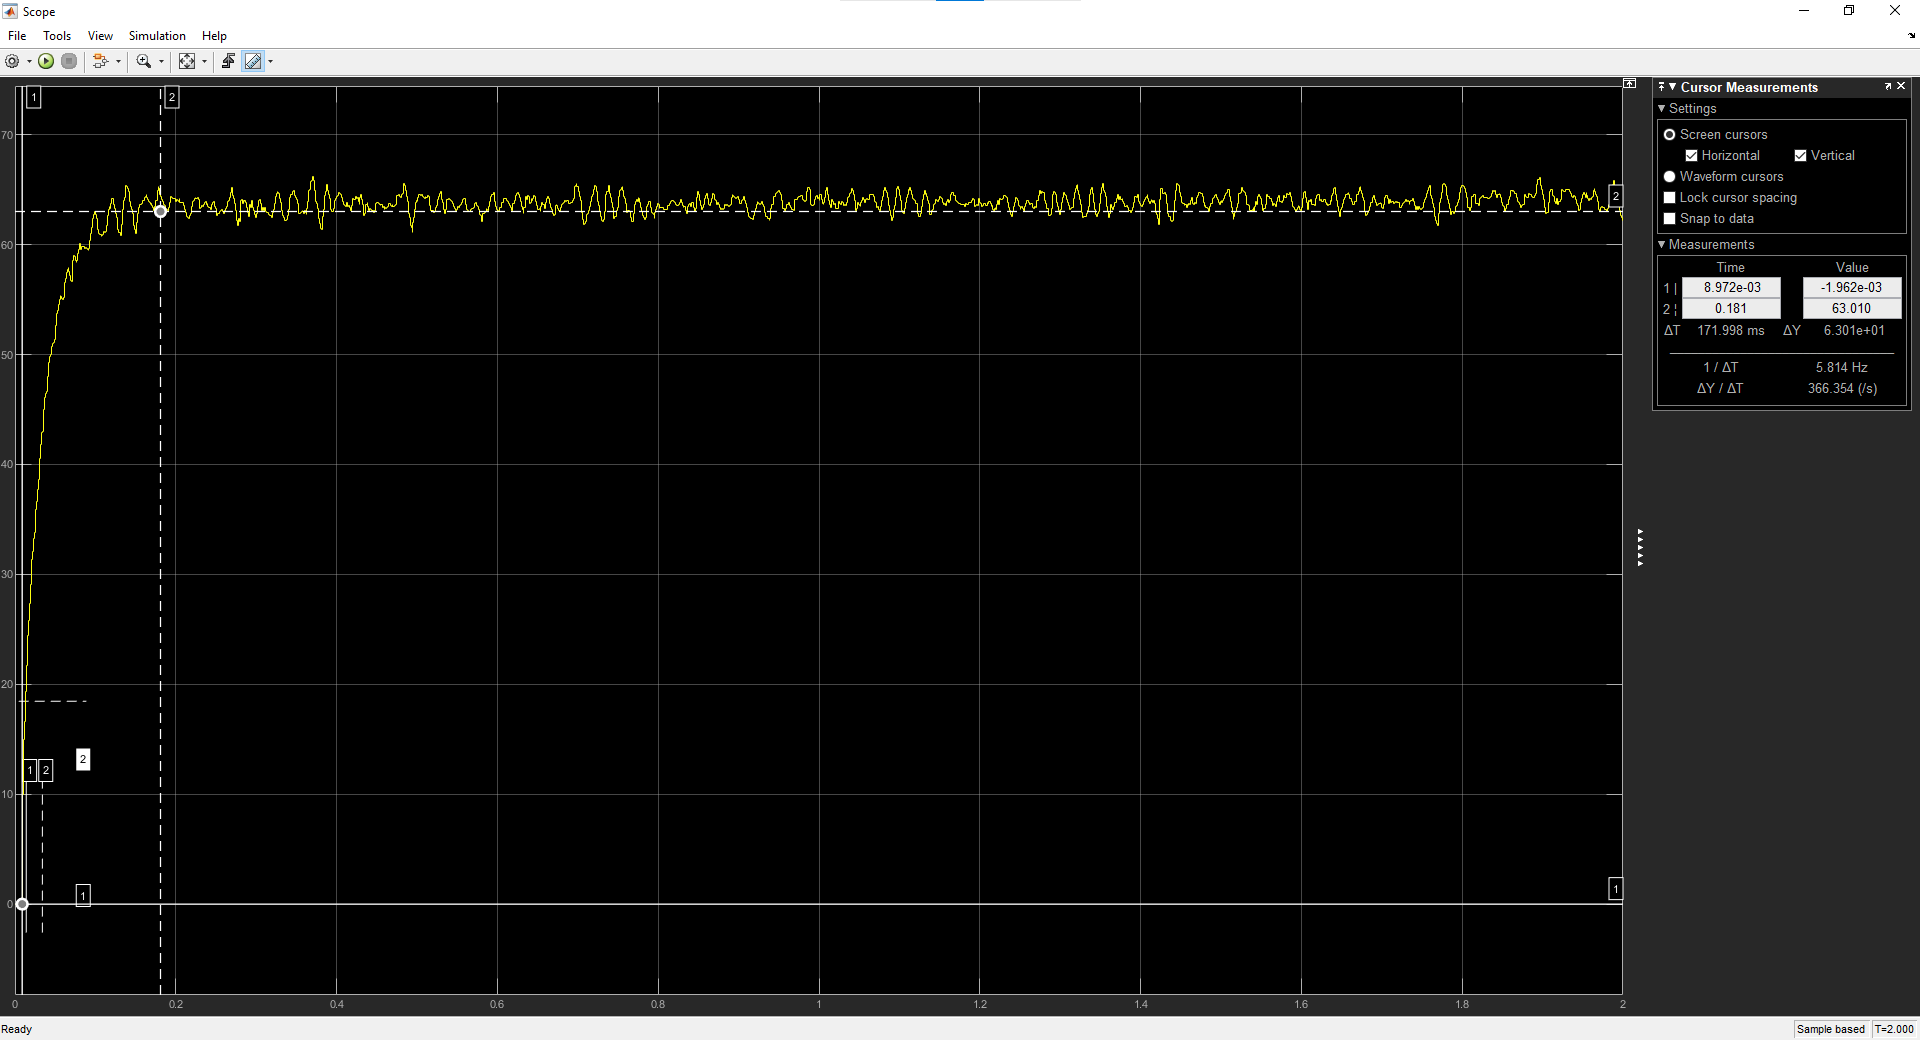 Scope
File Tools View Simulation Help
1 2
Cursor Measurements
Settings
Screen cursors
Horizontal Vertical
Waveform cursors
Lock cursor spacing
Snap to data
Measurements
Time Value
1 | 8.972e-03 -1.962e-03
2 ¦ 0.181 63.010
ΔT 171.998 ms ΔY 6.301e+01
1 / ΔT 5.814 Hz
ΔY / ΔT 366.354 (/s)
70
2
60
50
40
30
20
2
1 2
10
1
1
0
0 0.2 0.4 0.6 0.8 1 1.2 1.4 1.6 1.8 2
Ready Sample based T=2.000